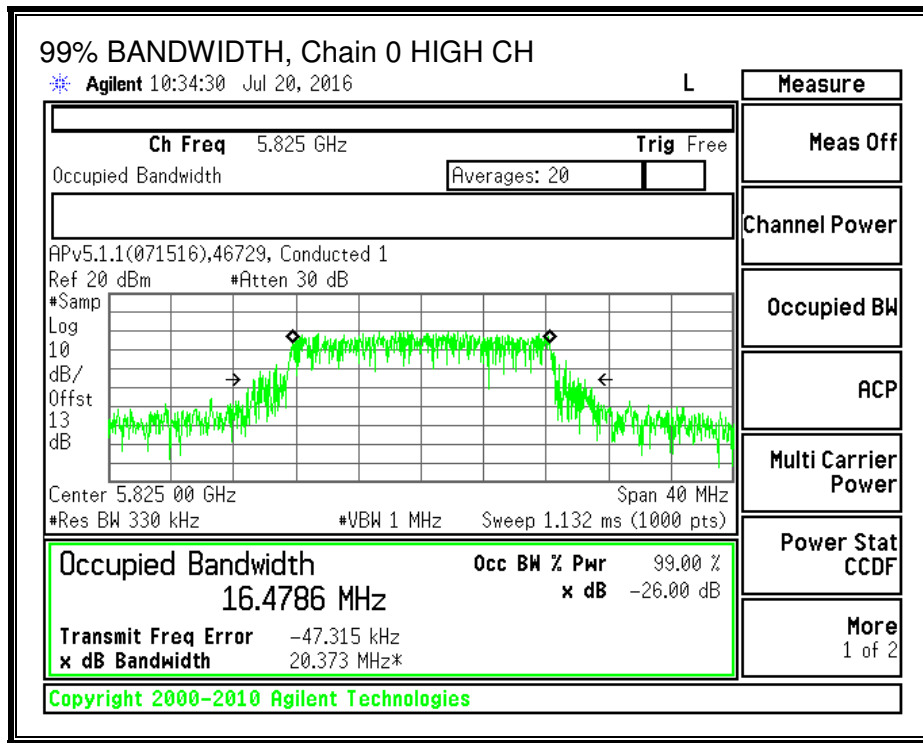 99% BANDWIDTH, Chain 0 HIGH CH
Agilent 10:34:30 Jul 20, 2016 L
Measure
Ch Freq 5.825 GHz Trig Free
Meas Off
Occupied Bandwidth Averages: 20
Channel Power
APv5.1.1(071516),46729, Conducted 1
Ref 20 dBm #Atten 30 dB
#Samp
Log
10
dB/
Offst
13
dB
Occupied BW
ACP
Multi Carrier
Power
Center 5.825 00 GHz Span 40 MHz
#Res BW 330 kHz #VBW 1 MHz Sweep 1.132 ms (1000 pts)
Power Stat
CCDF
Occupied Bandwidth Occ BW % Pwr 99.00 %
16.4786 MHz x dB -26.00 dB
Transmit Freq Error -47.315 kHz
x dB Bandwidth 20.373 MHz*
More
1 of 2
Copyright 2000-2010 Agilent Technologies